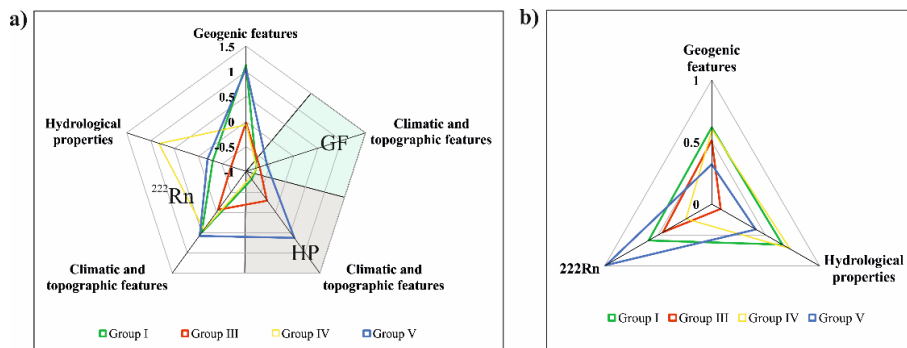 a)
Geogenic features
1.5
1
0.5
0
-0.5
-1
Hydrological properties
Climatic and
topographic features
GF
222Rn
HP
Climatic and
topographic features
Climatic and
topographic features
Group I
Group III
Group IV
Group V
b)
Geogenic
features
1
0.5
0
222Rn
Hydrological
properties
Group I
Group III
Group IV
Group V